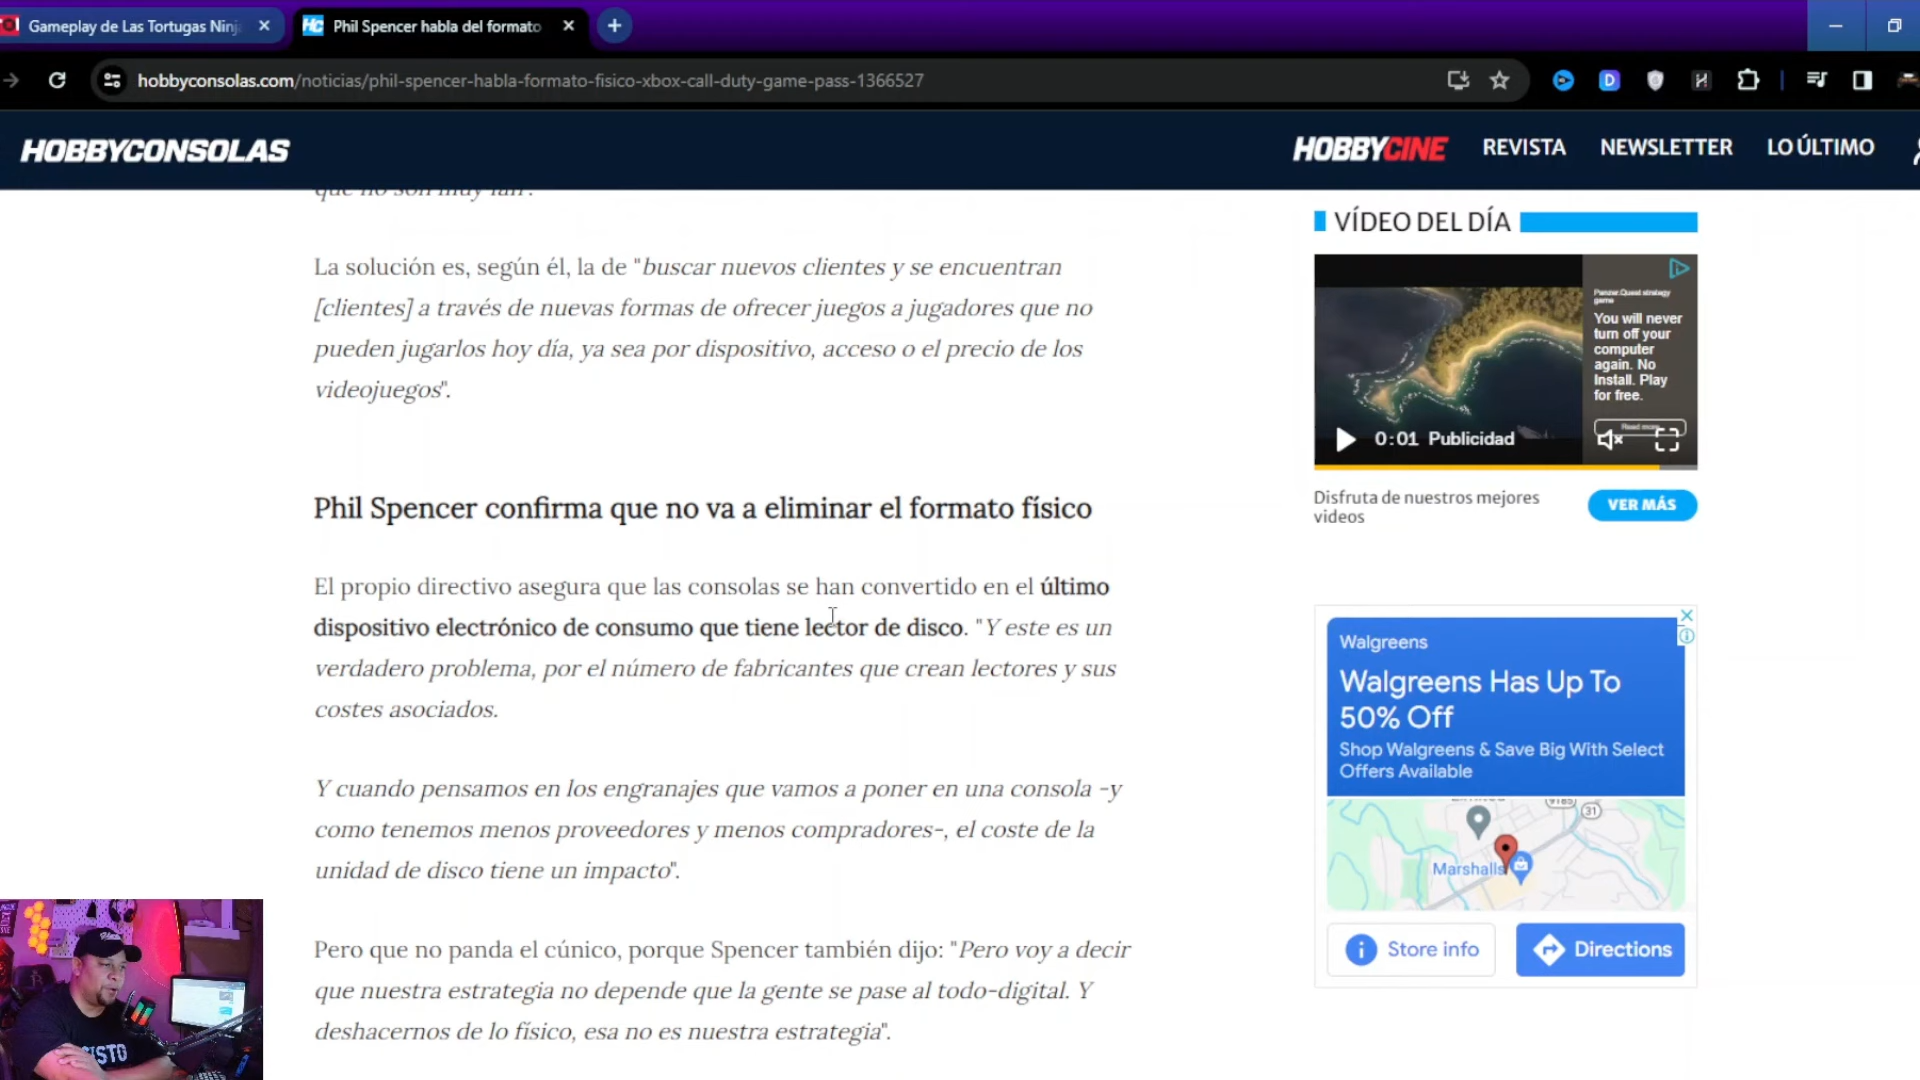 Gameplay de Las Tortugas Ninj
Phil Spencer habla del formato
hobbyconsolas.com/noticias/phil-spencer-habla-formato-fisico-xbox-call-duty-game-pass-1366527
HOBBYCONSOLAS
HOBBYCINE
REVISTA
NEWSLETTER
LO ÚLTIMO
La solución es, según él, la de "buscar nuevos clientes y se encuentran
[clientes] a través de nuevas formas de ofrecer juegos a jugadores que no
pueden jugarlos hoy día, ya sea por dispositivo, acceso o el precio de los
videojuegos".
Phil Spencer confirma que no va a eliminar el formato físico
El propio directivo asegura que las consolas se han convertido en el último
dispositivo electrónico de consumo que tiene lector de disco. "Y este es un
verdadero problema, por el número de fabricantes que crean lectores y sus
costes asociados.
Y cuando pensamos en los engranajes que vamos a poner en una consola -y
como tenemos menos proveedores y menos compradores-, el coste de la
unidad de disco tiene un impacto".
Pero que no panda el cúnico, porque Spencer también dijo: "Pero voy a decir
que nuestra estrategia no depende que la gente se pase al todo-digital. Y
deshacernos de lo físico, esa no es nuestra estrategia".
VÍDEO DEL DÍA
Panzer Quest strategy
game
You will never
turn off your
computer
again. No
Install. Play
for free.
Read more
0:01 Publicidad
Disfruta de nuestros mejores
videos
VER MÁS
Walgreens
Walgreens Has Up To
50% Off
Shop Walgreens & Save Big With Select
Offers Available
31
Marshalls
Store info
Directions